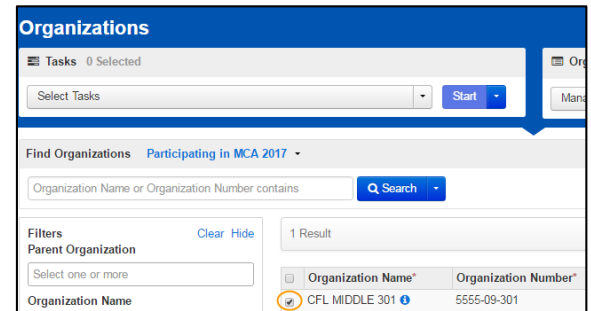 Organizations
Tasks 0 Selected
Select Tasks
Start
Find Organizations Participating in MCA 2017
Organization Name or Organization Number contains
Search
Filters Clear Hide
Parent Organization
Select one or more
Organization Name
1 Result
Organization Name* Organization Number*
CFL MIDDLE 301 5555-09-301